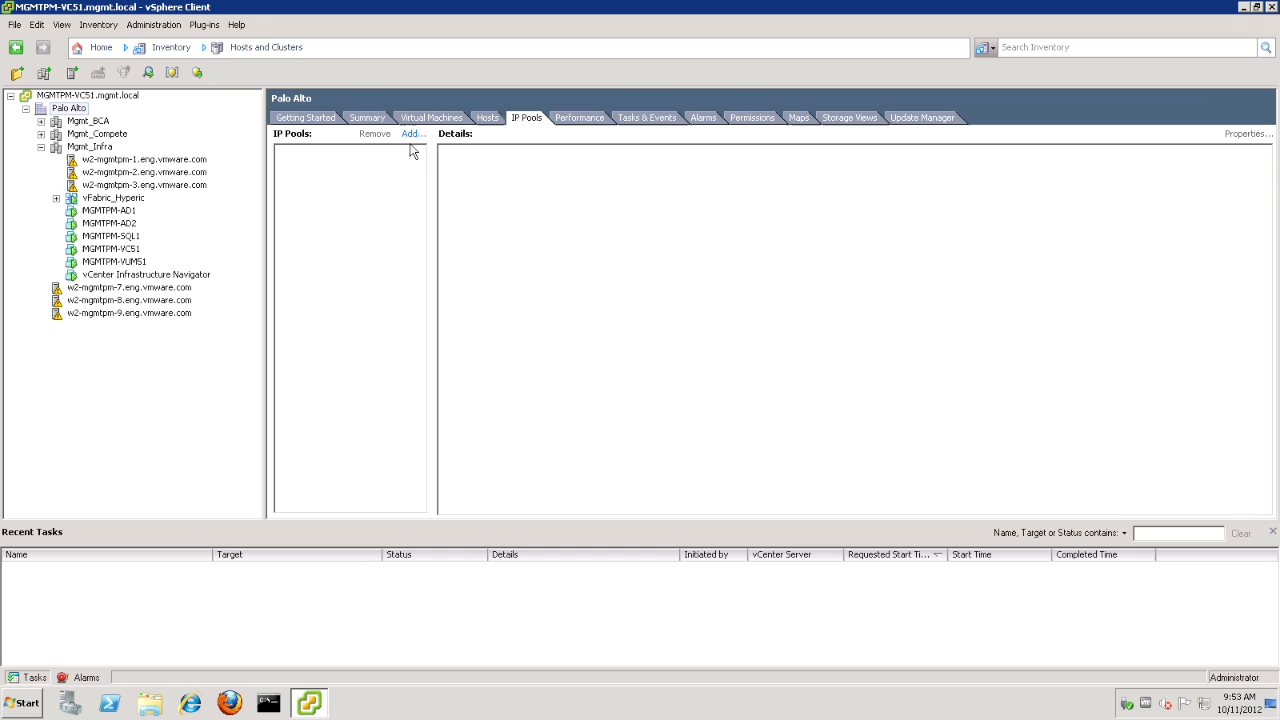 MGMTPM-VC51.mgmt.local - vSphere Client
File Edit View Inventory Administration Plug-ins Help
Home Inventory Hosts and Clusters Search Inventory
MGMTPM-VC51.mgmt.local
Palo Alto
Mgmt_BCA
Mgmt_Compete
Mgmt_Infra
w2-mgmtpm-1.eng.vmware.com
w2-mgmtpm-2.eng.vmware.com
w2-mgmtpm-3.eng.vmware.com
vFabric_Hyperic
MGMTPM-AD1
MGMTPM-AD2
MGMTPM-SQL1
MGMTPM-VC51
MGMTPM-VUM51
vCenter Infrastructure Navigator
w2-mgmtpm-7.eng.vmware.com
w2-mgmtpm-8.eng.vmware.com
w2-mgmtpm-9.eng.vmware.com
Palo Alto
Getting Started Summary Virtual Machines Hosts IP Pools Performance Tasks & Events Alarms Permissions Maps Storage Views Update Manager
IP Pools: Remove Add... Details: Properties...
Recent Tasks Name, Target or Status contains: Clear
Name Target Status Details Initiated by vCenter Server Requested Start Ti... Start Time Completed Time
Tasks Alarms Administrator
Start 9:53 AM
10/11/2012